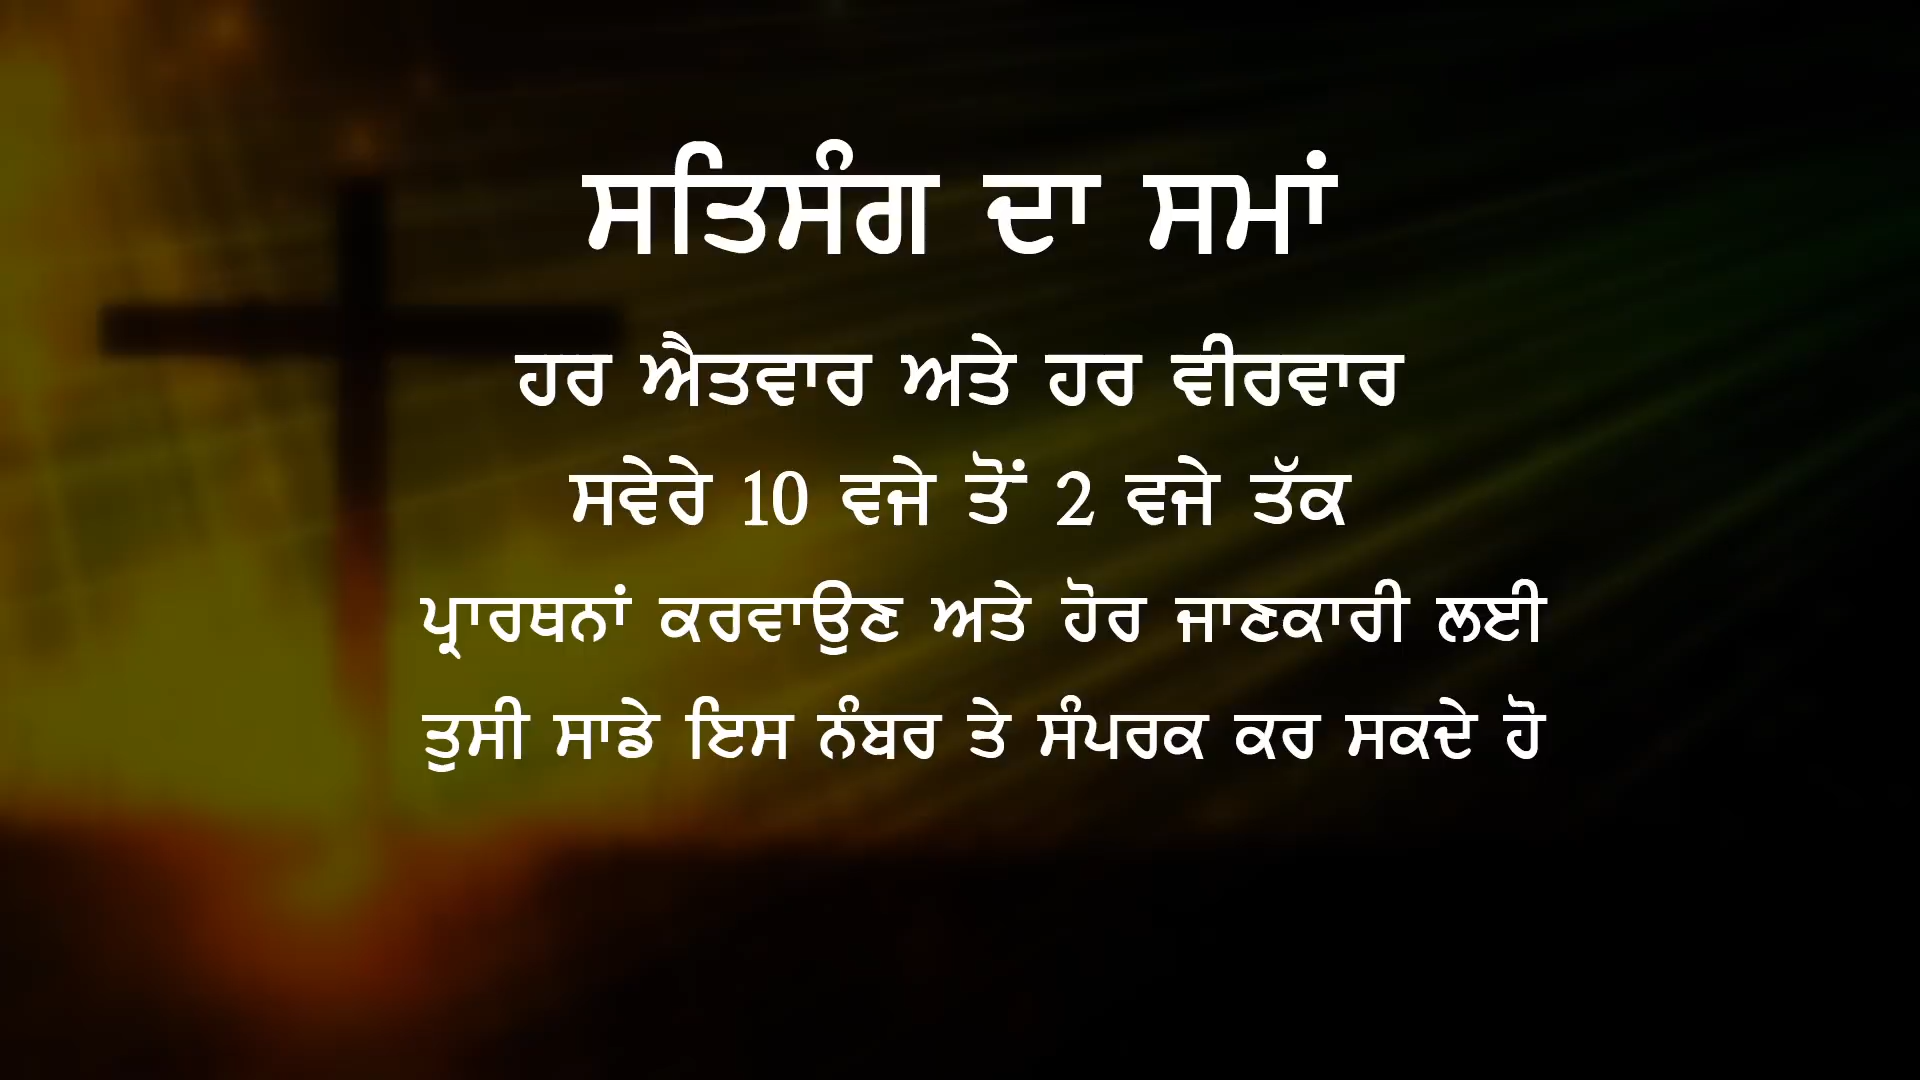 ਸਤਿਸੰਗ ਦਾ ਸਮਾਂ
ਹਰ ਐਤਵਾਰ ਅਤੇ ਹਰ ਵੀਰਵਾਰ
ਸਵੇਰੇ 10 ਵਜੇ ਤੋਂ 2 ਵਜੇ ਤੱਕ
ਪ੍ਰਾਰਥਨਾਂ ਕਰਵਾਉਣ ਅਤੇ ਹੋਰ ਜਾਣਕਾਰੀ ਲਈ
ਤੁਸੀ ਸਾਡੇ ਇਸ ਨੰਬਰ ਤੇ ਸੰਪਰਕ ਕਰ ਸਕਦੇ ਹੋ